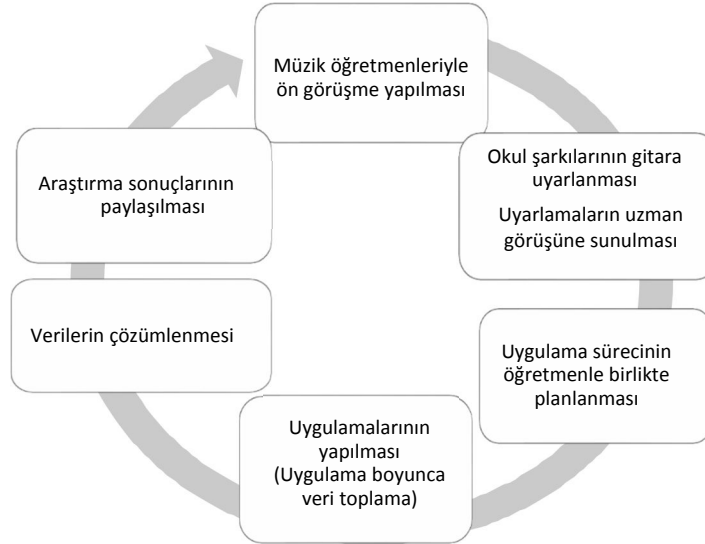 Müzik öğretmenleriyle
ön görüşme yapılması
Okul şarkılarının gitara
uyarlanması
Uyarlamaların uzman
görüşüne sunulması
Uygulama sürecinin
öğretmenle birlikte
planlanması
Uygulamalarının
yapılması
(Uygulama boyunca
veri toplama)
Verilerin çözümlenmesi
Araştırma sonuçlarının
paylaşılması